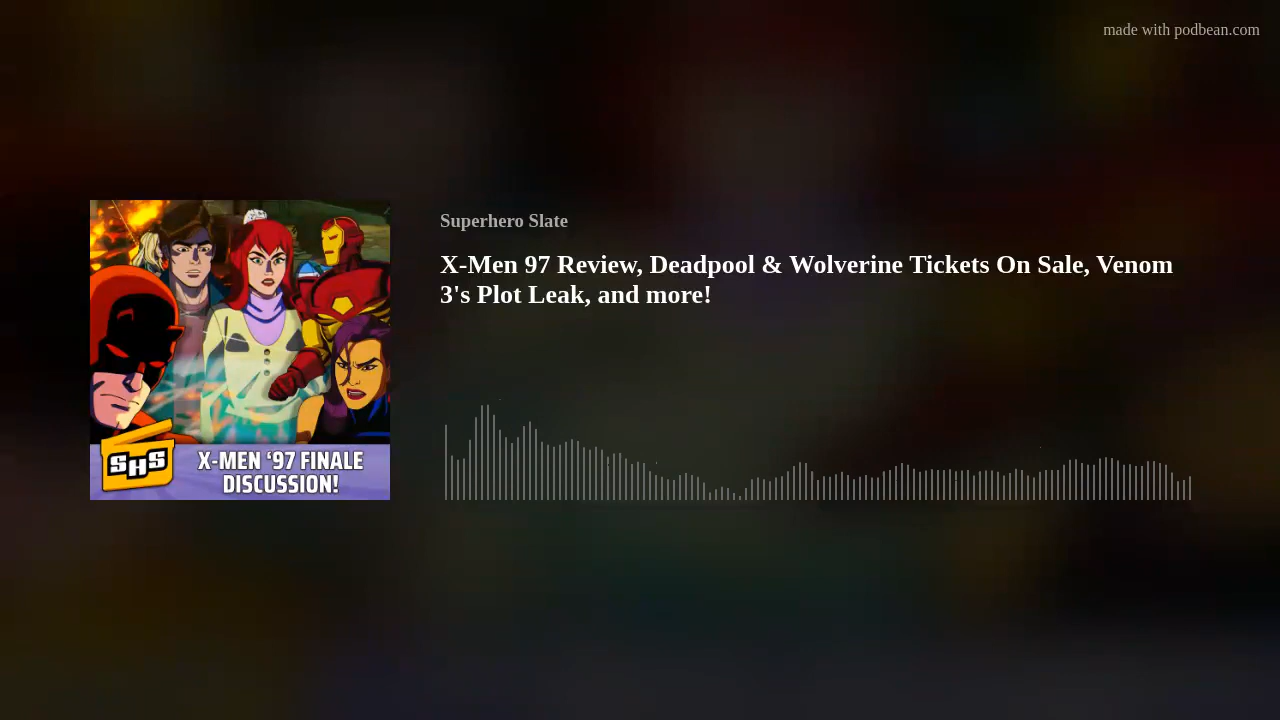 made with podbean.com
Superhero Slate
X-Men 97 Review, Deadpool & Wolverine Tickets On Sale, Venom
3's Plot Leak, and more!
SHS
X-MEN ‘97 FINALE
DISCUSSION!